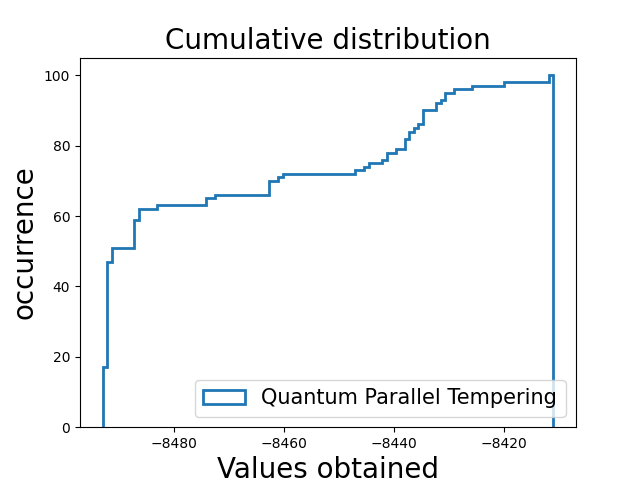 Cumulative distribution
occurrence
100
80
60
40
20
0
Quantum Parallel Tempering
−8480 −8460 −8440 −8420
Values obtained